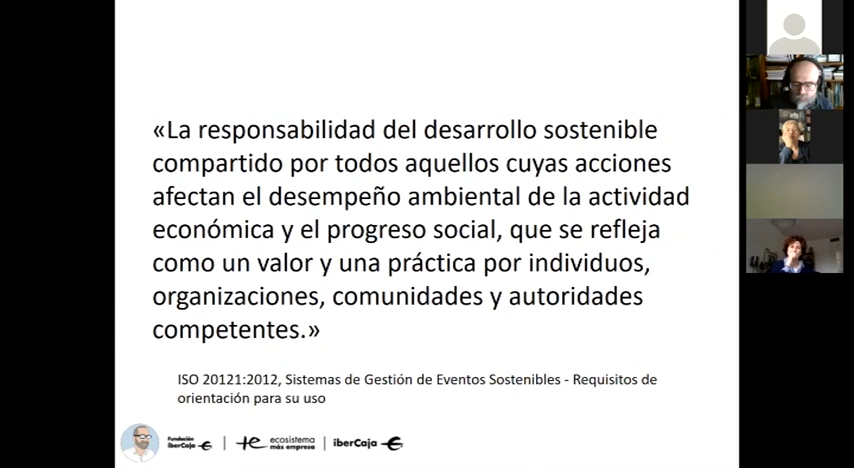 «La responsabilidad del desarrollo sostenible
compartido por todos aquellos cuyas acciones
afectan el desempeño ambiental de la actividad
económica y el progreso social, que se refleja
como un valor y una práctica por individuos,
organizaciones, comunidades y autoridades
competentes.»
ISO 20121:2012, Sistemas de Gestión de Eventos Sostenibles - Requisitos de
orientación para su uso
Fundación
iberCaja
+e
ecosistema
más empresa
iberCaja